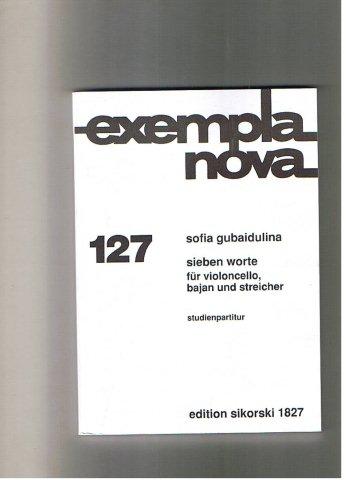 exempla
nova
127
sofia gubaidulina
sieben worte
für violoncello,
bajan und streicher
studienpartitur
edition sikorski 1827